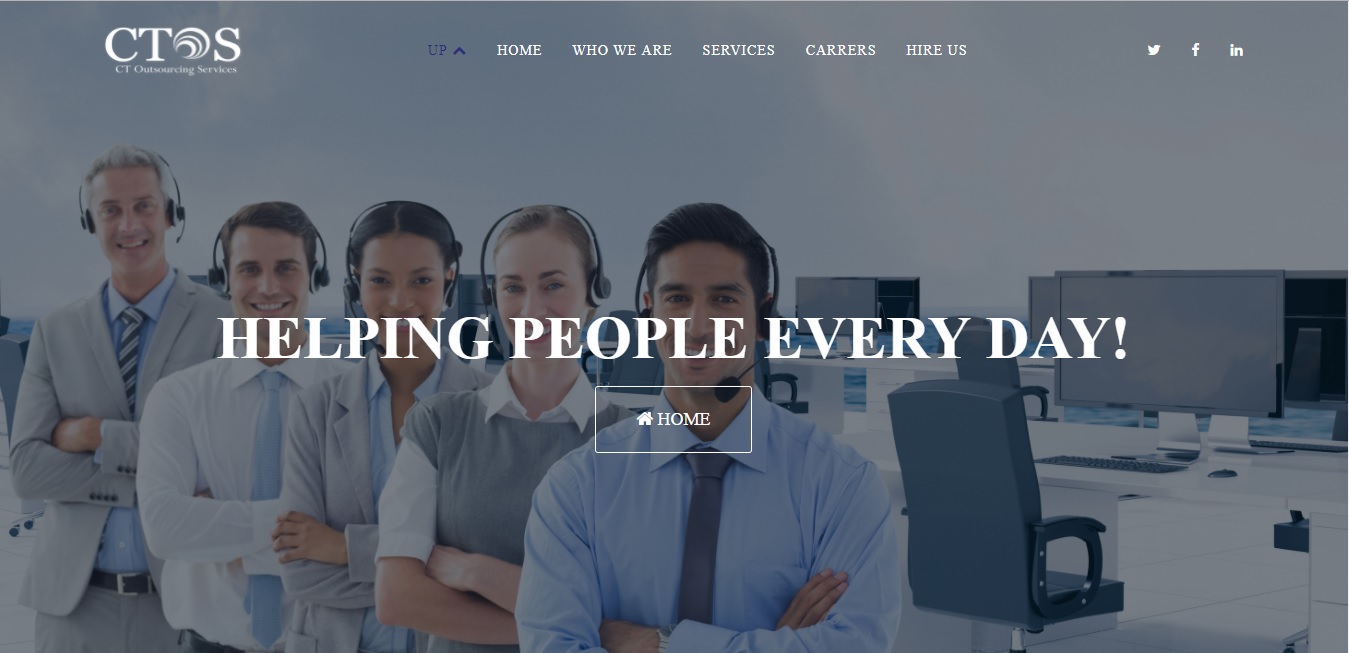 CTOS
CT Outsourcing Services
UP HOME WHO WE ARE SERVICES CARRERS HIRE US
HELPING PEOPLE EVERY DAY!
HOME